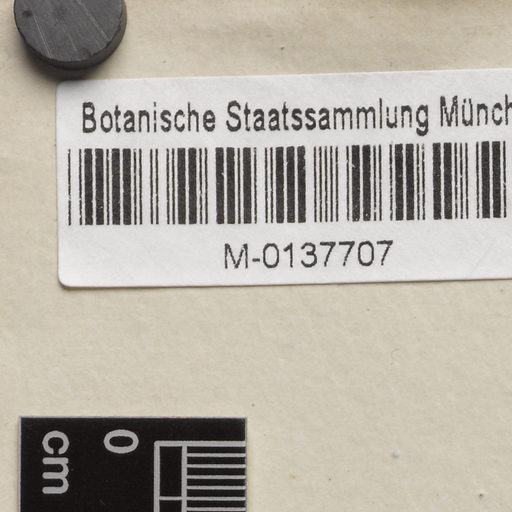 Botanische Staatssammlung Münch
M-0137707
0
cm